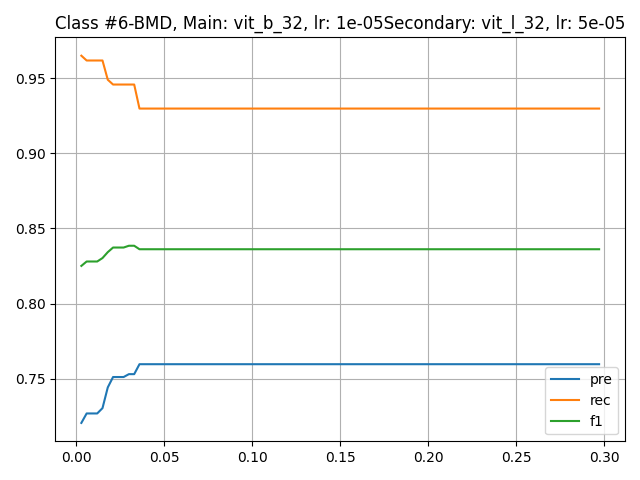 Class #6-BMD, Main: vit_b_32, lr: 1e-05Secondary: vit_l_32, lr: 5e-05
0.95
0.90
0.85
0.80
0.75
pre
rec
f1
0.00 0.05 0.10 0.15 0.20 0.25 0.30